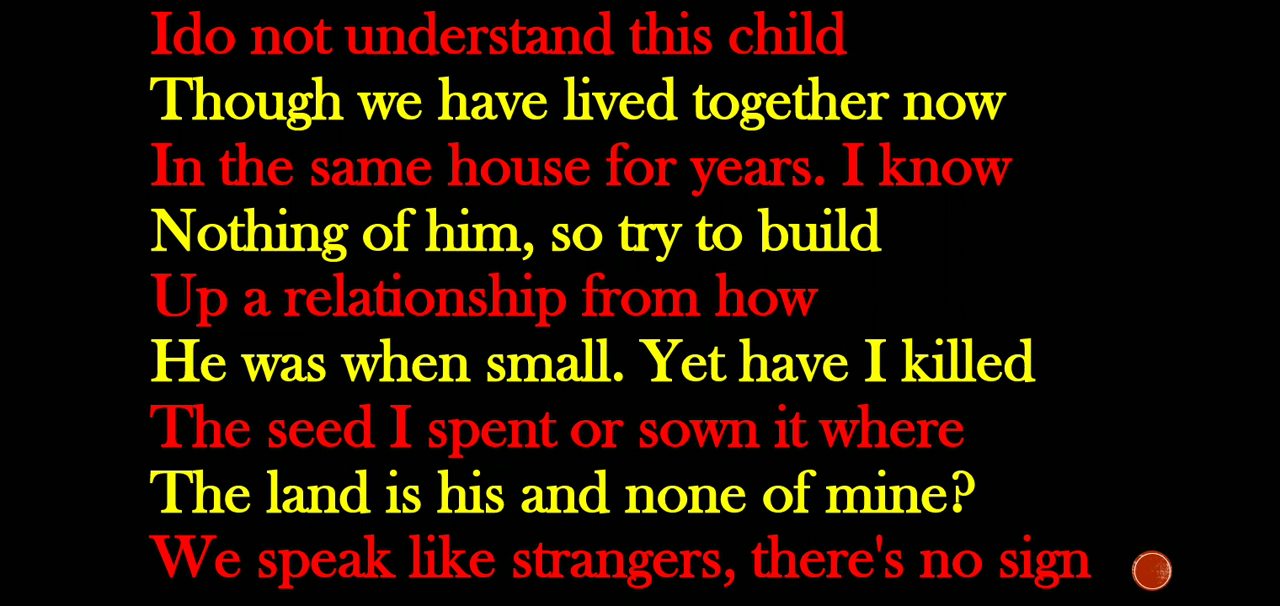 Ido not understand this child
Though we have lived together now
In the same house for years. I know
Nothing of him, so try to build
Up a relationship from how
He was when small. Yet have I killed
The seed I spent or sown it where
The land is his and none of mine?
We speak like strangers, there's no sign